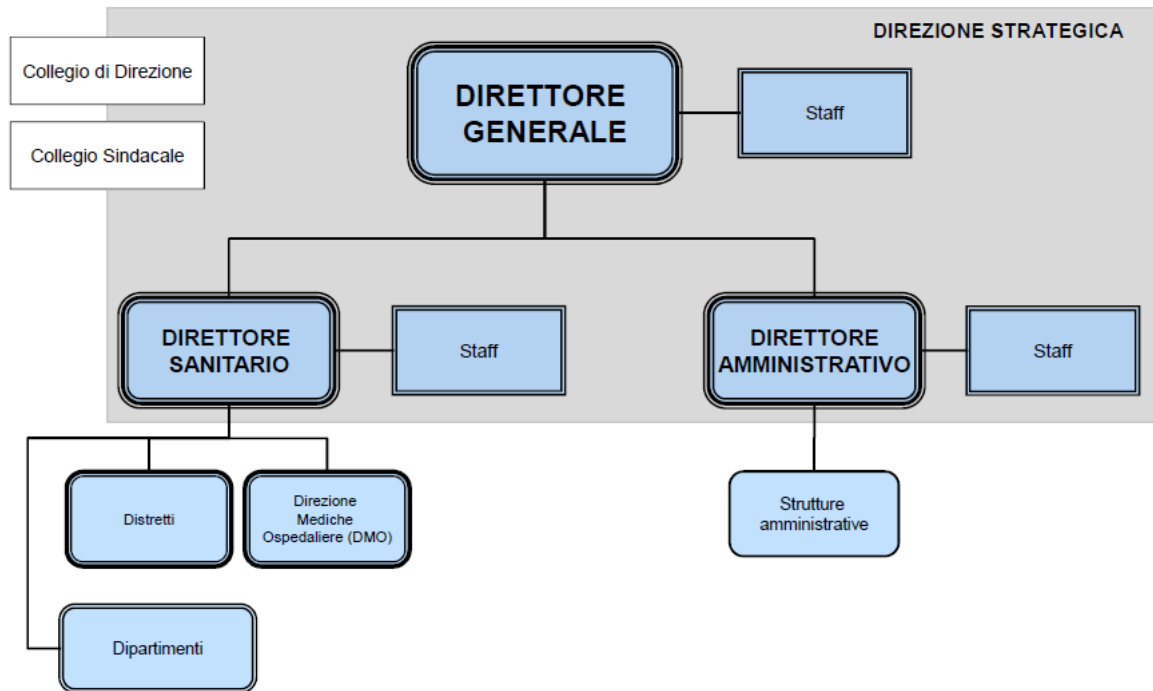 DIREZIONE STRATEGICA
Collegio di Direzione
Collegio Sindacale
DIRETTORE
GENERALE
Staff
DIRETTORE
SANITARIO
Staff
DIRETTORE
AMMINISTRATIVO
Staff
Distretti
Direzione
Mediche
Ospedaliere (DMO)
Strutture
amministrative
Dipartimenti